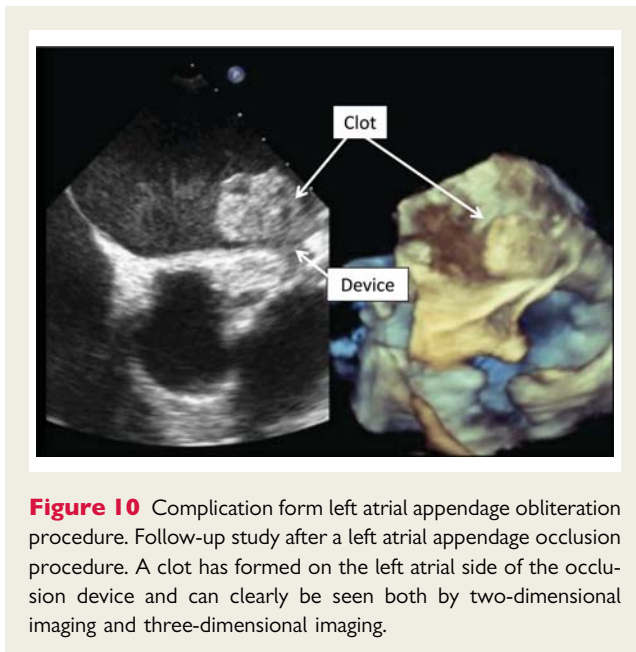 Clot
Device
Figure 10 Complication form left atrial appendage obliteration
procedure. Follow-up study after a left atrial appendage occlusion
procedure. A clot has formed on the left atrial side of the occlu-
sion device and can clearly be seen both by two-dimensional
imaging and three-dimensional imaging.